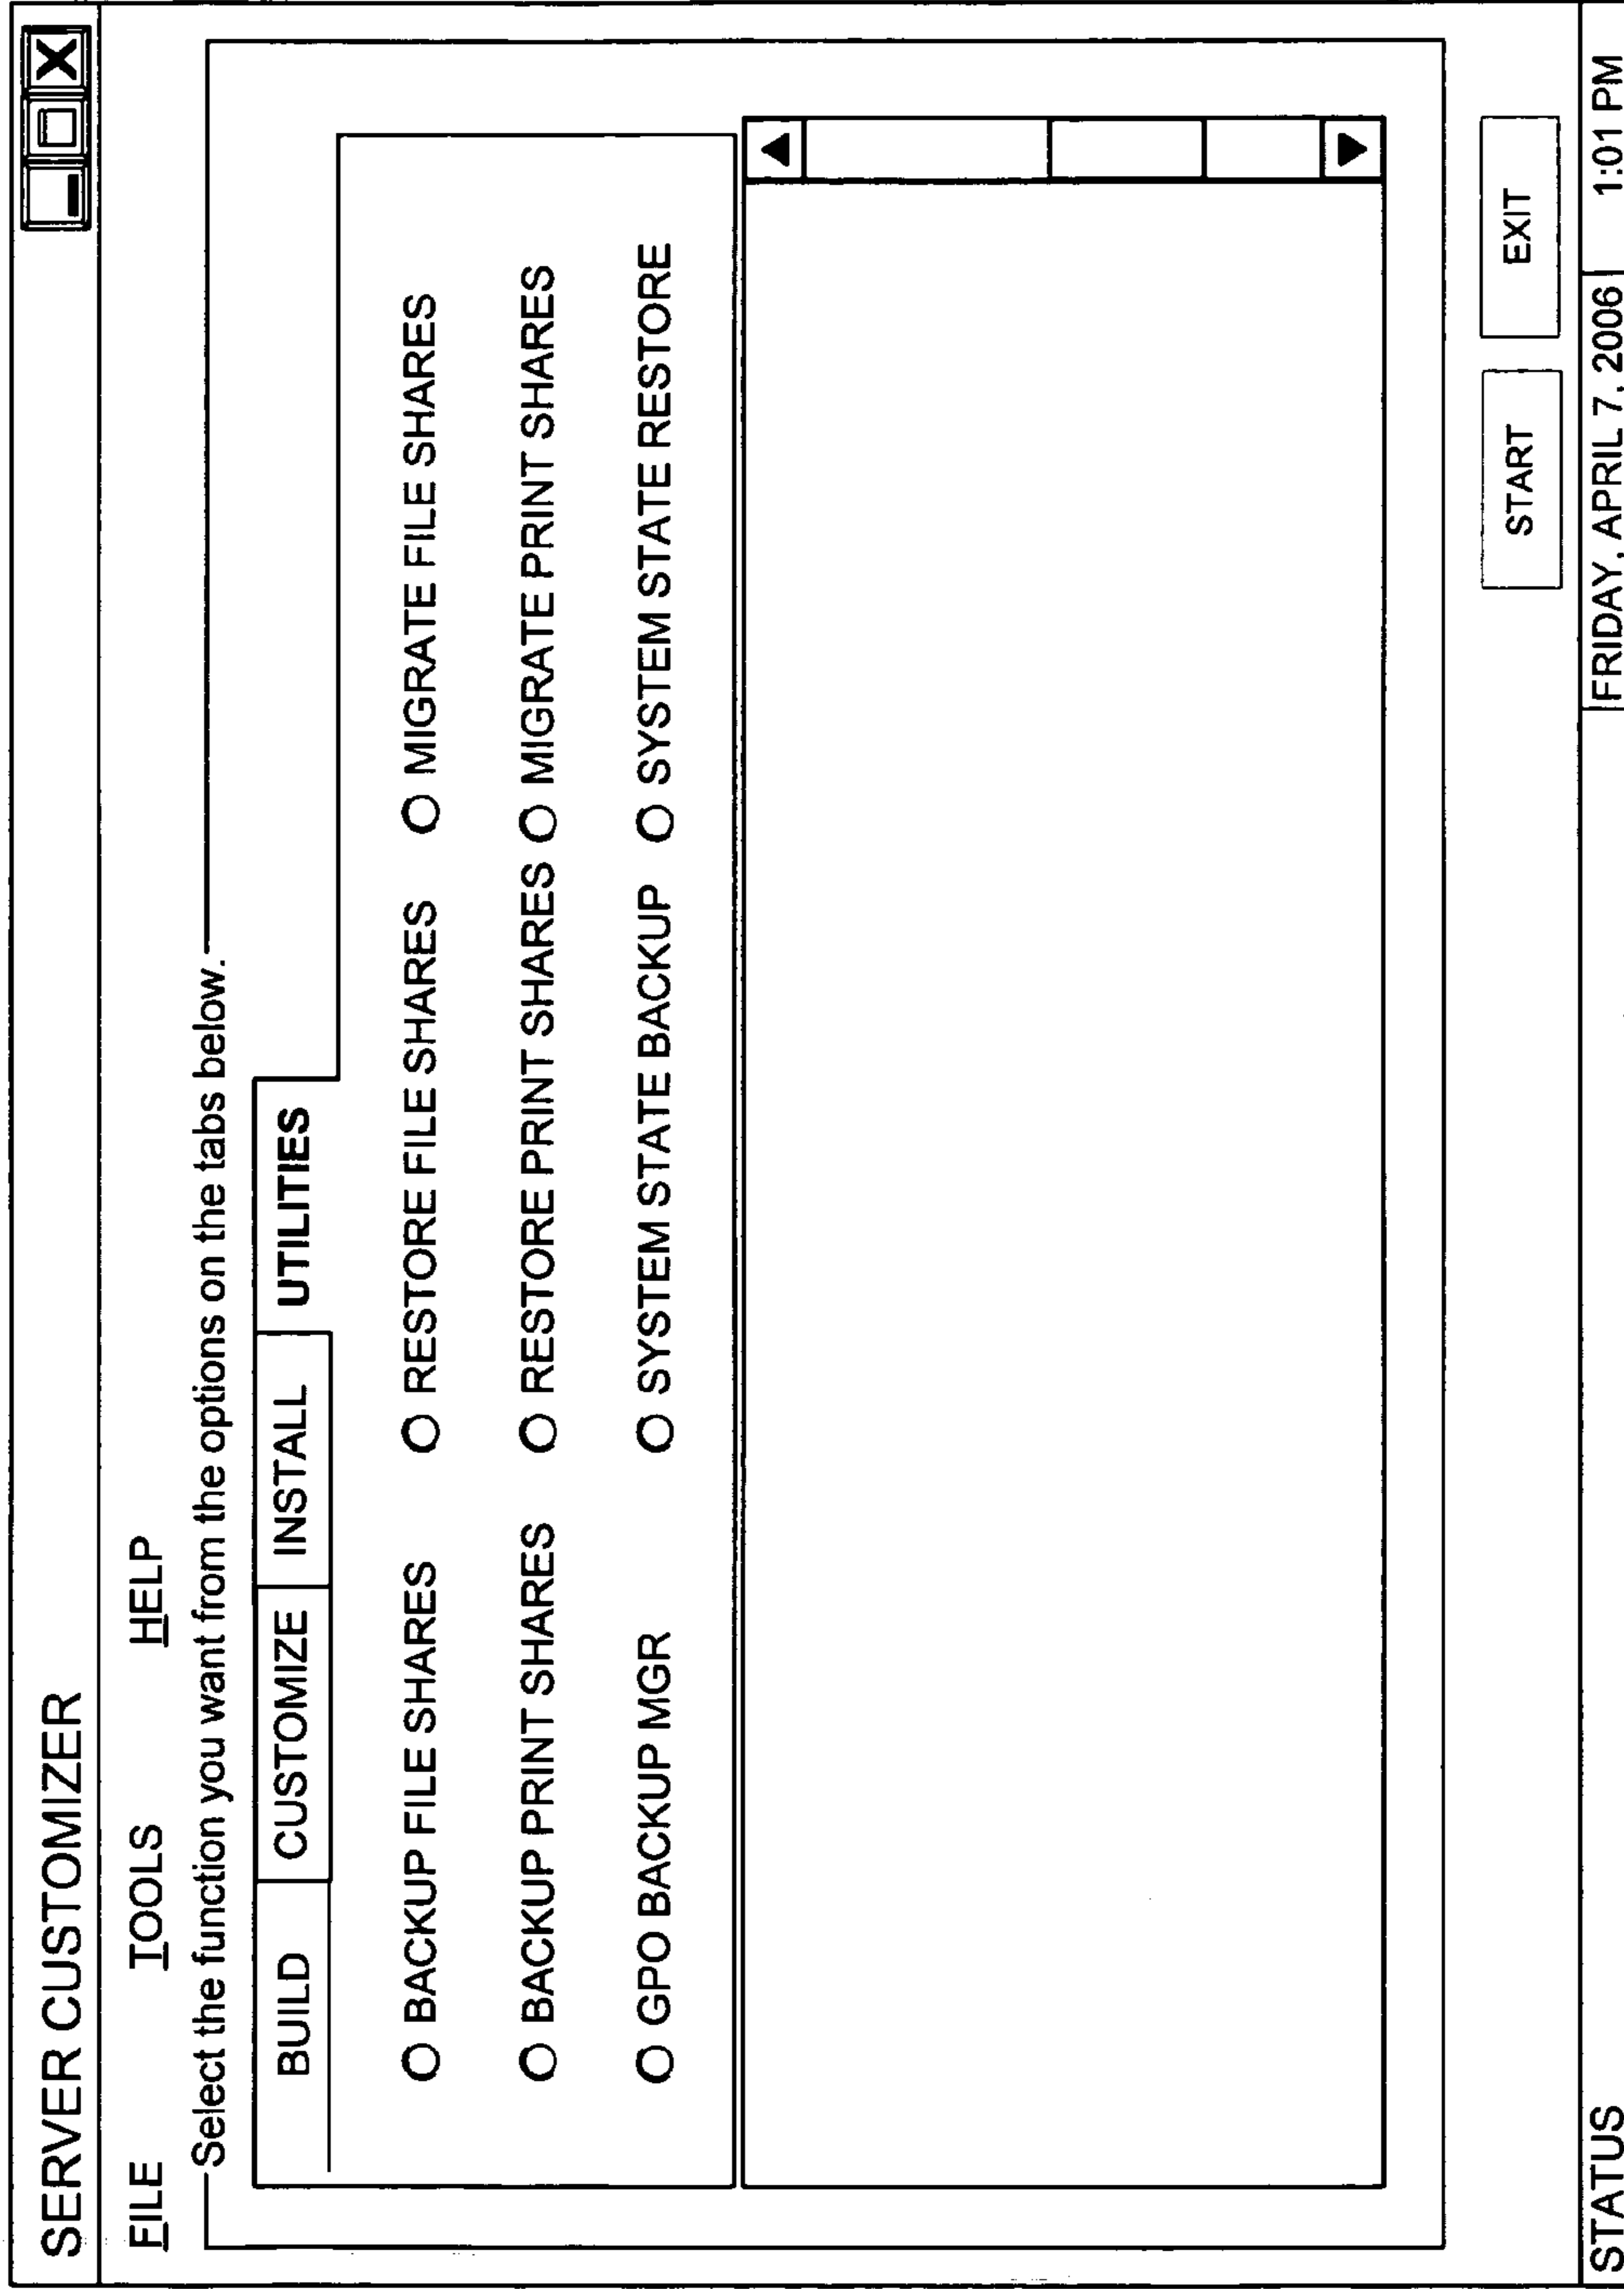 SERVER CUSTOMIZER
FILE TOOLS HELP
Select the function you want from the options on the tabs below.
BUILD CUSTOMIZE INSTALL UTILITIES
BACKUP FILE SHARES RESTORE FILE SHARES MIGRATE FILE SHARES
BACKUP PRINT SHARES RESTORE PRINT SHARES MIGRATE PRINT SHARES
GPO BACKUP MGR SYSTEM STATE BACKUP SYSTEM STATE RESTORE
START EXIT
STATUS FRIDAY, APRIL 7, 2006 1:01 PM